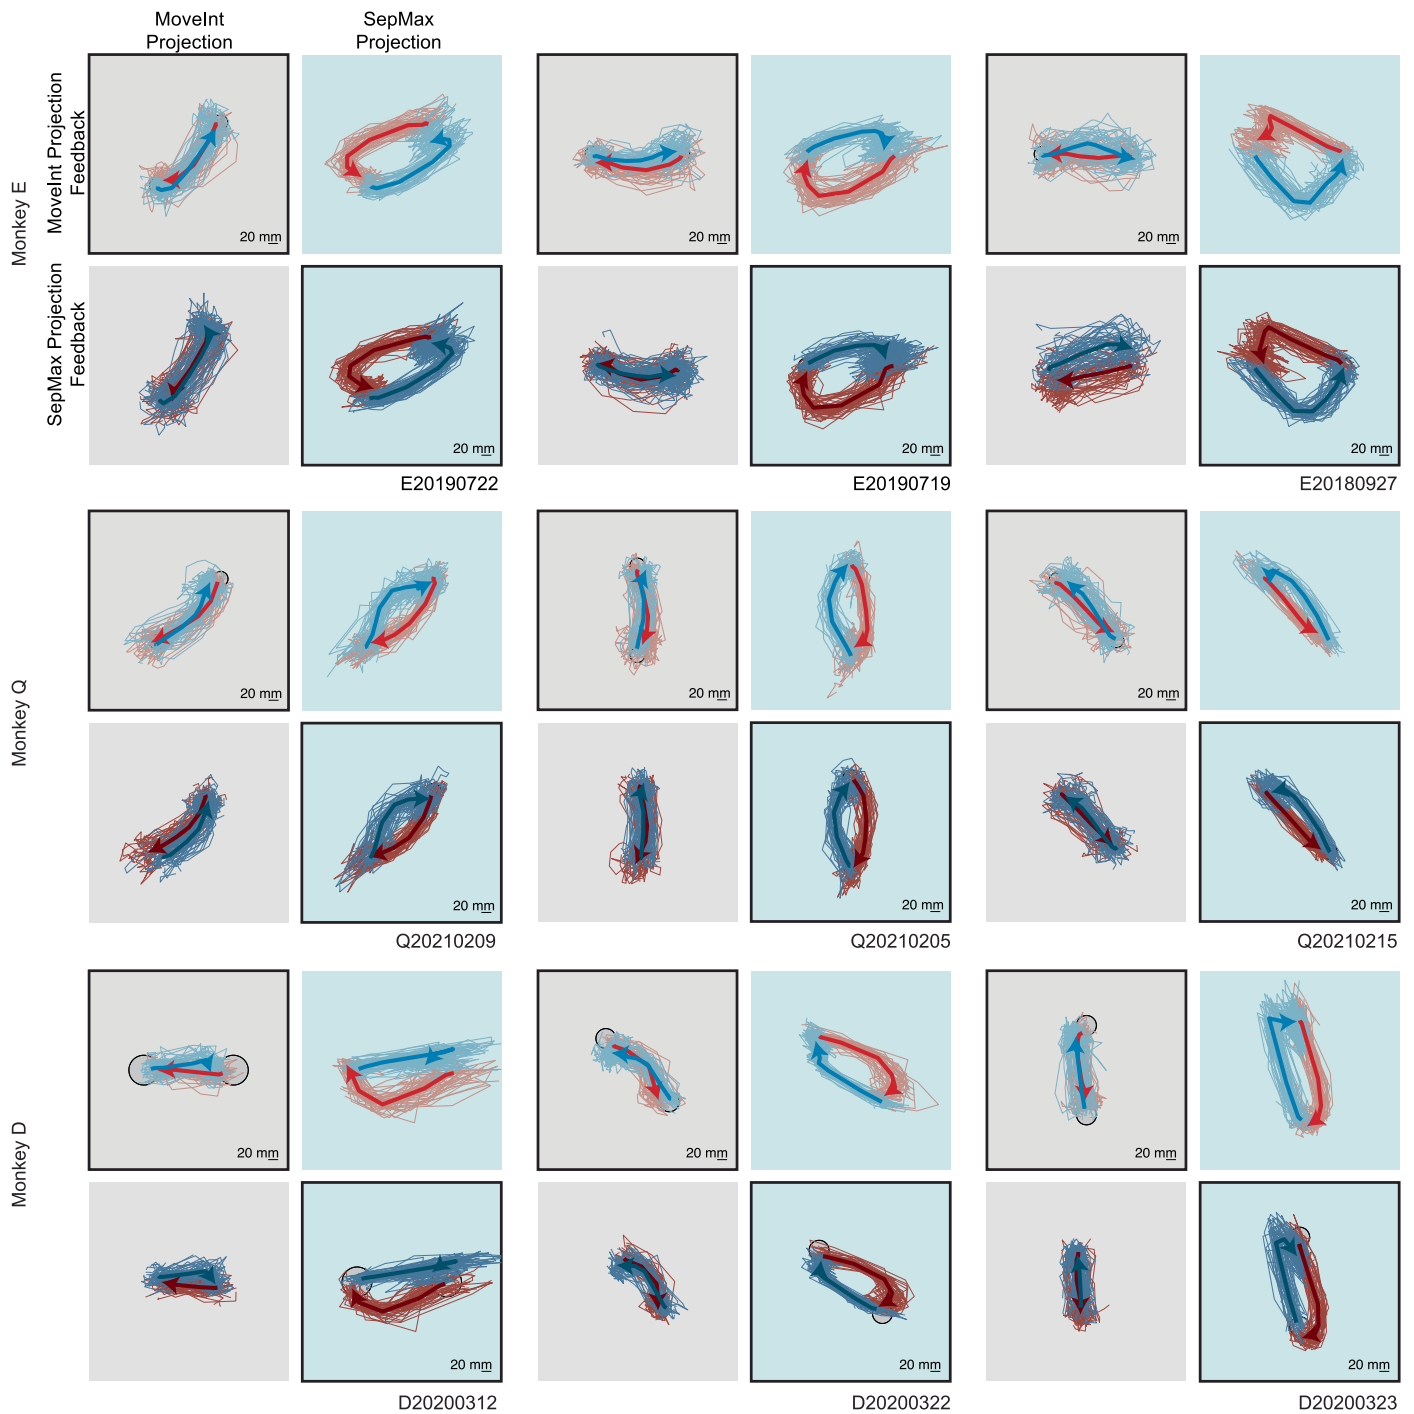 MoveInt
Projection
SepMax
Projection
Monkey E
MoveInt Projection
Feedback
20 mm
20 mm
20 mm
SepMax Projection
Feedback
20 mm
20 mm
20 mm
E20190722
E20190719
E20180927
Monkey Q
20 mm
20 mm
20 mm
20 mm
20 mm
20 mm
Q20210209
Q20210205
Q20210215
Monkey D
20 mm
20 mm
20 mm
20 mm
20 mm
20 mm
D20200312
D20200322
D20200323